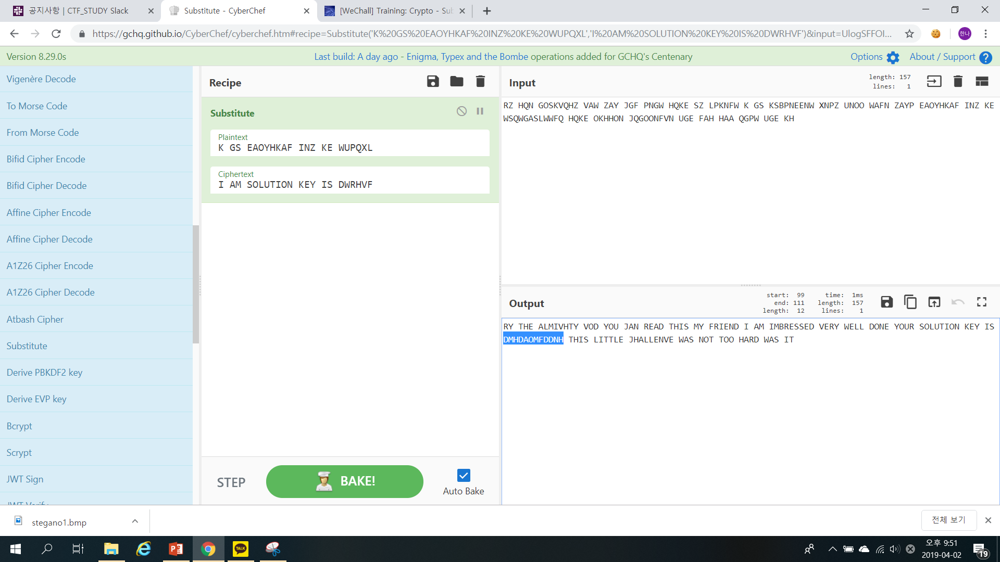 공지사항 | CTF_STUDY Slack
Substitute - CyberChef
[WeChall] Training: Crypto - Sub
https://gchq.github.io/CyberChef/cyberchef.htm#recipe=Substitute('K%20GS%20EAOYHKAF%20INZ%20KE%20WUPQXL','I%20AM%20SOLUTION%20KEY%20IS%20DWRHVF')&input=UlogSFFOI...
한나
Version 8.29.0s
Last build: A day ago - Enigma, Typex and the Bombe operations added for GCHQ's Centenary
Options
About / Support
Vigenère Decode
To Morse Code
From Morse Code
Bifid Cipher Encode
Bifid Cipher Decode
Affine Cipher Encode
Affine Cipher Decode
A1Z26 Cipher Encode
A1Z26 Cipher Decode
Atbash Cipher
Substitute
Derive PBKDF2 key
Derive EVP key
Bcrypt
Scrypt
JWT Sign
JWT Verify
Recipe
Substitute
Plaintext
K GS EAOYHKAF INZ KE WUPQXL
Ciphertext
I AM SOLUTION KEY IS DWRHVF
STEP
BAKE!
Auto Bake
Input
length: 157
lines: 1
RZ HQN GOSKVQHZ VAW ZAY JGF PNGW HQKE SZ LPKNFW K GS KSBPNEENW XNPZ UNOO WAFN ZAYP EAOYHKAF INZ KE
WSQWGASLWWFQ HQKE OKHHON JQGOONFVN UGE FAH HAA QGPW UGE KH
Output
start: 99 time: 1ms
end: 111 length: 157
length: 12 lines: 1
RY THE ALMIVHTY VOD YOU JAN READ THIS MY FRIEND I AM IMBRESSED VERY WELL DONE YOUR SOLUTION KEY IS
DMHDAOMFDDNH THIS LITTLE JHALLENVE WAS NOT TOO HARD WAS IT
stegano1.bmp
전체 보기
TALK
오후 9:51
2019-04-02
19